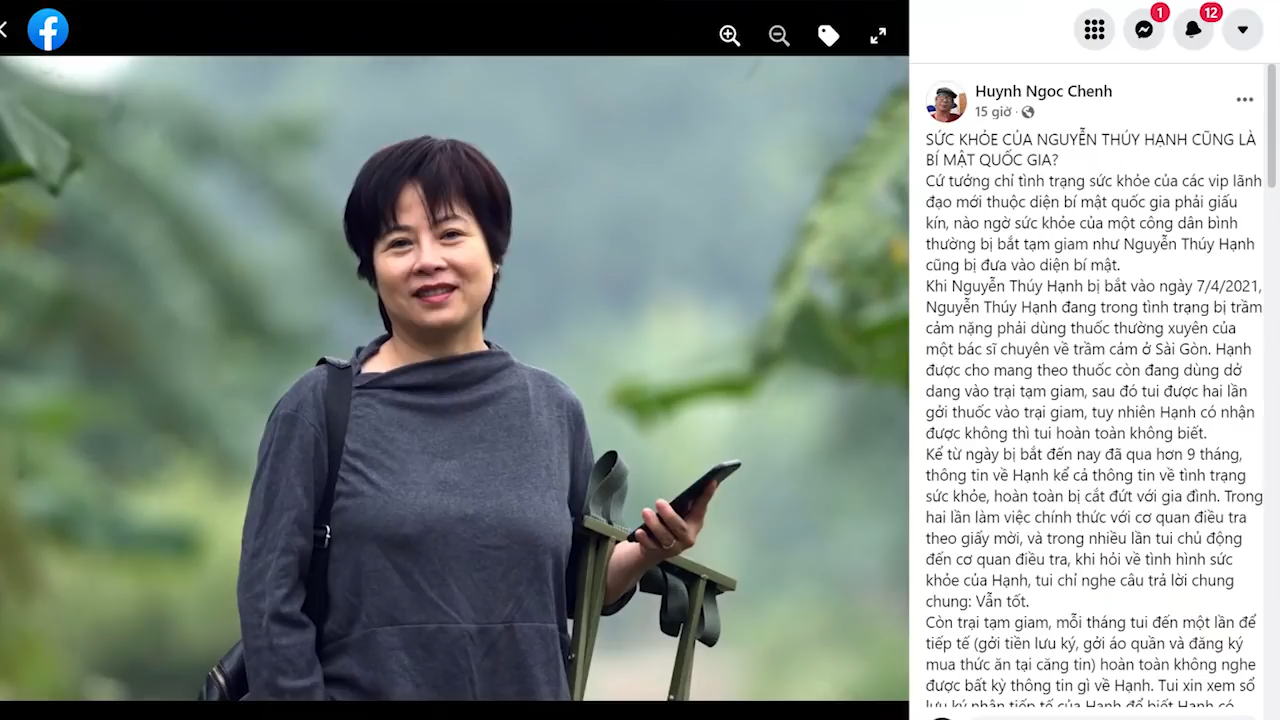 1
12
Huynh Ngoc Chenh
15 giờ ·
SỨC KHỎE CỦA NGUYỄN THÚY HẠNH CŨNG LÀ
BÍ MẬT QUỐC GIA?
Cứ tưởng chỉ tình trạng sức khỏe của các vip lãnh
đạo mới thuộc diện bí mật quốc gia phải giấu
kín, nào ngờ sức khỏe của một công dân bình
thường bị bắt tạm giam như Nguyễn Thúy Hạnh
cũng bị đưa vào diện bí mật.
Khi Nguyễn Thúy Hạnh bị bắt vào ngày 7/4/2021,
Nguyễn Thúy Hạnh đang trong tình trạng bị trầm
cảm nặng phải dùng thuốc thường xuyên của
một bác sĩ chuyên về trầm cảm ở Sài Gòn. Hạnh
được cho mang theo thuốc còn đang dùng dở
dang vào trại tạm giam, sau đó tui được hai lần
gởi thuốc vào trại giam, tuy nhiên Hạnh có nhận
được không thì tui hoàn toàn không biết.
Kể từ ngày bị bắt đến nay đã qua hơn 9 tháng,
thông tin về Hạnh kể cả thông tin về tình trạng
sức khỏe, hoàn toàn bị cắt đứt với gia đình. Trong
hai lần làm việc chính thức với cơ quan điều tra
theo giấy mời, và trong nhiều lần tui chủ động
đến cơ quan điều tra, khi hỏi về tình hình sức
khỏe của Hạnh, tui chỉ nghe câu trả lời chung
chung: Vẫn tốt.
Còn trại tạm giam, mỗi tháng tui đến một lần để
tiếp tế (gởi tiền lưu ký, gởi áo quần và đăng ký
mua thức ăn tại căng tin) hoàn toàn không nghe
được bất kỳ thông tin gì về Hạnh. Tui xin xem sổ
lưu ký nhận tiếp tế của Hạnh để biết Hạnh có